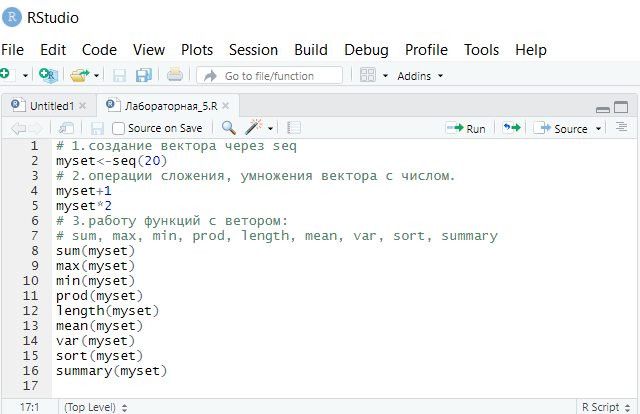 RStudio
File Edit Code View Plots Session Build Debug Profile Tools Help
Go to file/function Addins
Untitled1 Лабораторная_5.R
Source on Save Run Source
1 # 1.создание вектора через seq
2 myset<-seq(20)
3 # 2.операции сложения, умножения вектора с числом.
4 myset+1
5 myset*2
6 # 3.работу функций с ветором:
7 # sum, max, min, prod, length, mean, var, sort, summary
8 sum(myset)
9 max(myset)
10 min(myset)
11 prod(myset)
12 length(myset)
13 mean(myset)
14 var(myset)
15 sort(myset)
16 summary(myset)
17
17:1 (Top Level) R Script